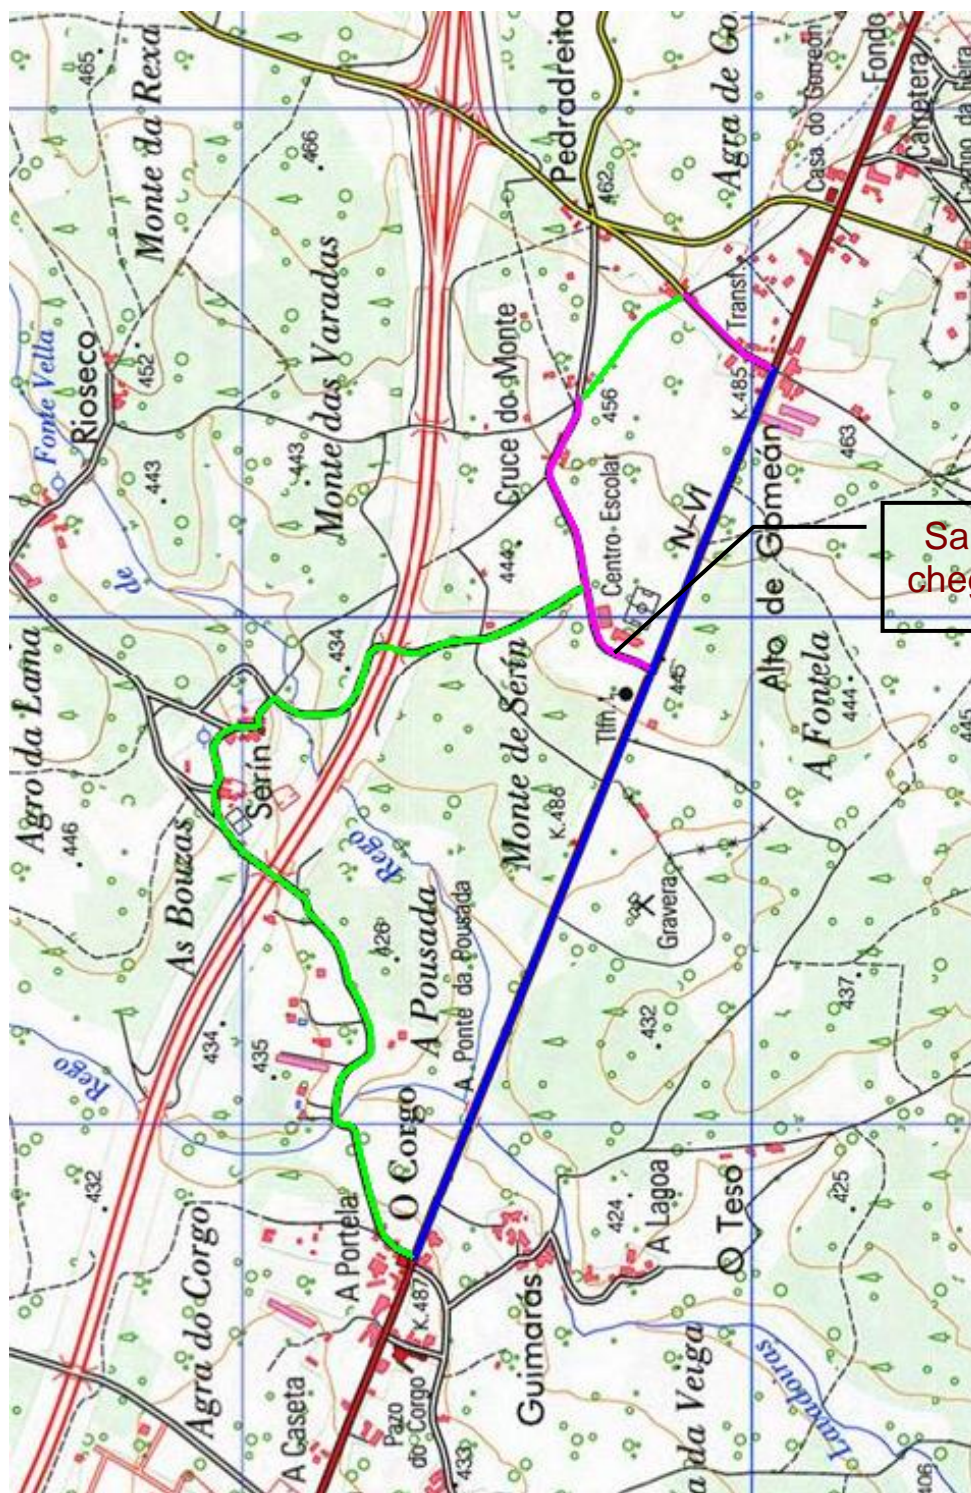 465
Monte da Rexa
466
Pedradreita
462
Agra de Go
Casa do Gomeán
Fondo
Carretera
Fonte Vella
Rioseco
452
443
443
Monte das Varadas
Cruce do Monte
456
Transf.
K.485
463
de
Centro-Escolar
444
N-VI
Alto de Gomeán
Sa
cheg
Agro da Lama
434
Serín
446
As Bouzas
Monte de Serín
Tlfn.
445
A Fontela
444
445
K.486
Rego
A Pousada
426
A Ponte da Pousada
Gravera
432
437
434
435
Rego
O Corgo
432
A Portela
Agra do Corgo
K.487
424
A Lagoa
O Teso
425
Guimarás
A Caseta
Pazo
do Corgo
433
a da Veiga
Lavadouras
406